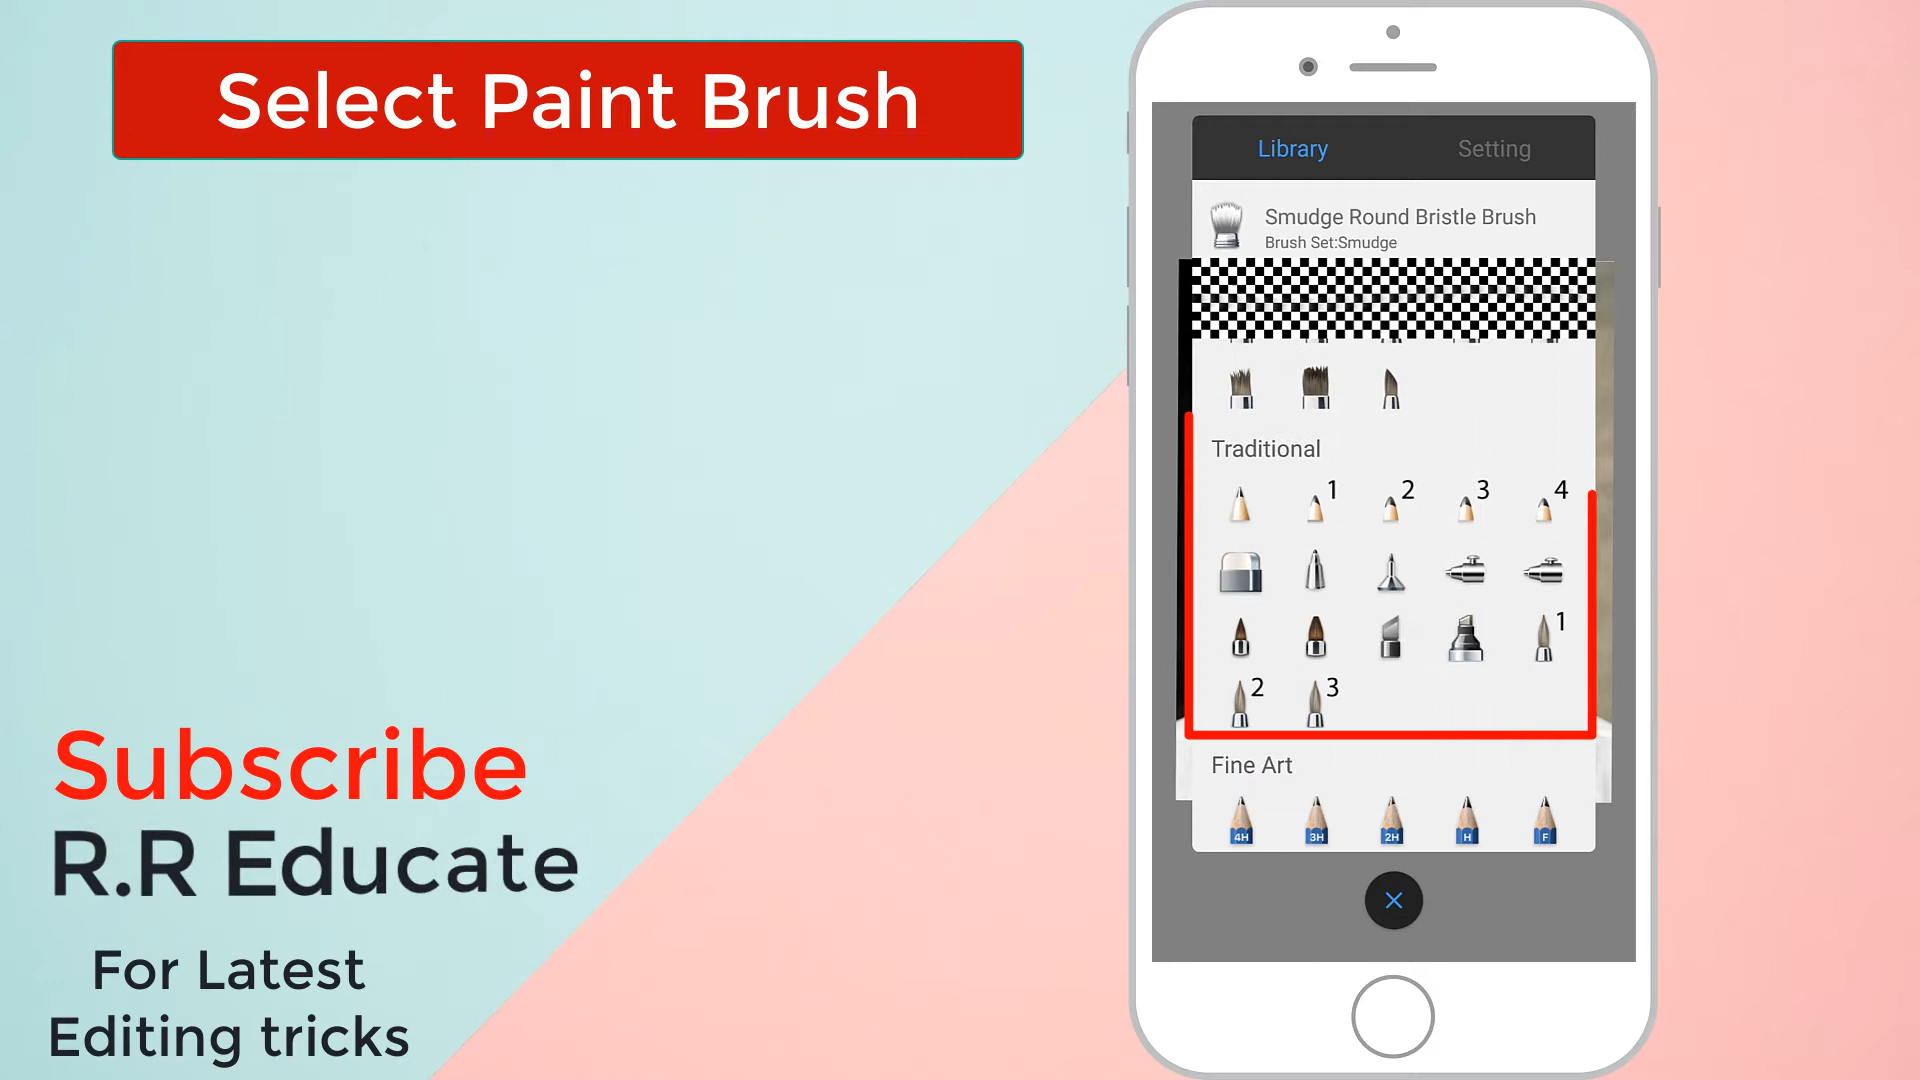 Select Paint Brush
Library Setting
Smudge Round Bristle Brush
Brush Set:Smudge
Traditional
1 2 3 4
1
2 3
Fine Art
4H 3H 2H H F
Subscribe
R.R Educate
For Latest
Editing tricks